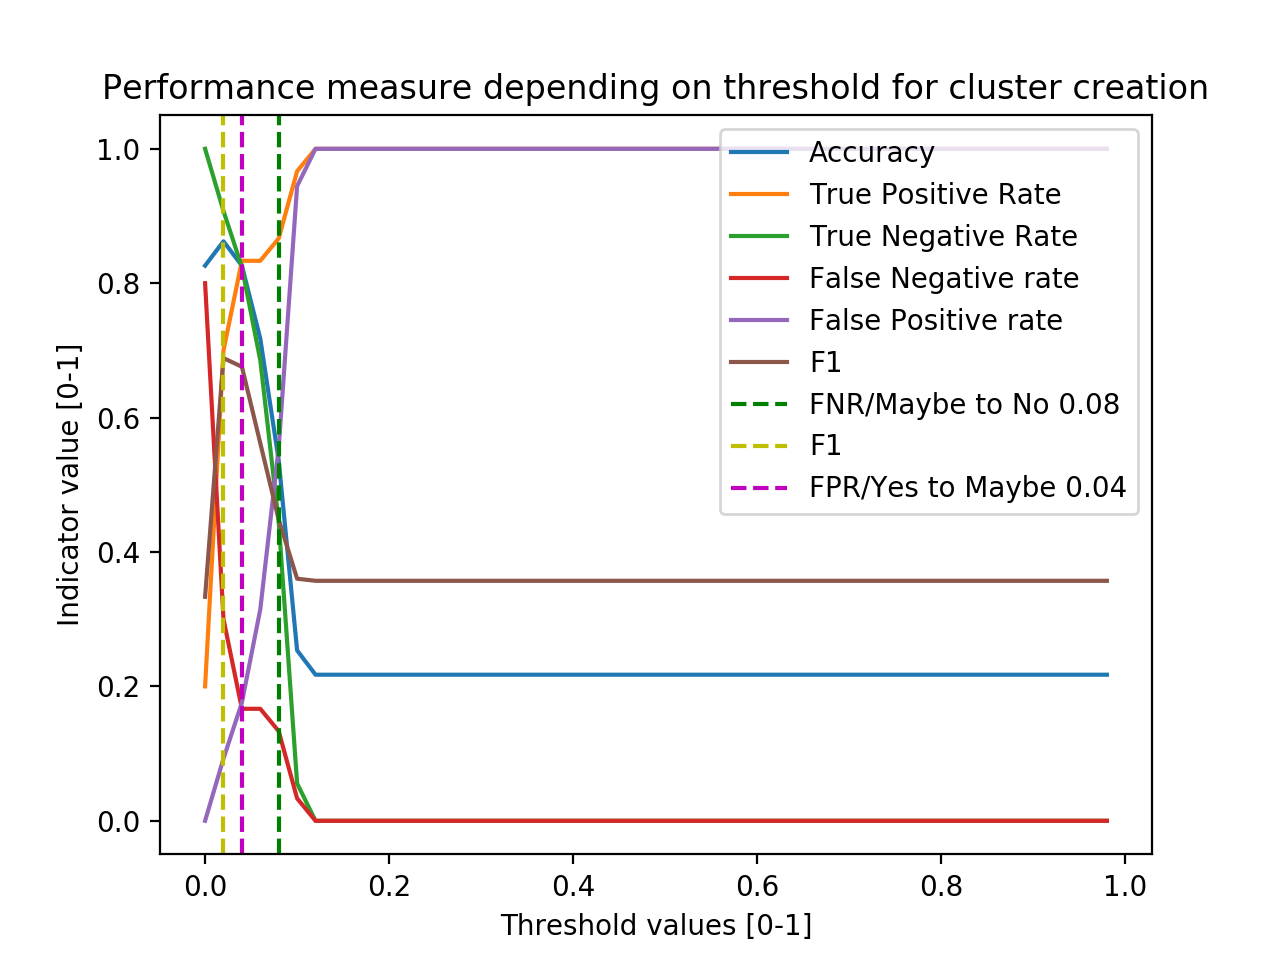 Performance measure depending on threshold for cluster creation
1.0
0.8
0.6
0.4
0.2
0.0
Indicator value [0-1]
Accuracy
True Positive Rate
True Negative Rate
False Negative rate
False Positive rate
F1
FNR/Maybe to No 0.08
F1
FPR/Yes to Maybe 0.04
0.0 0.2 0.4 0.6 0.8 1.0
Threshold values [0-1]